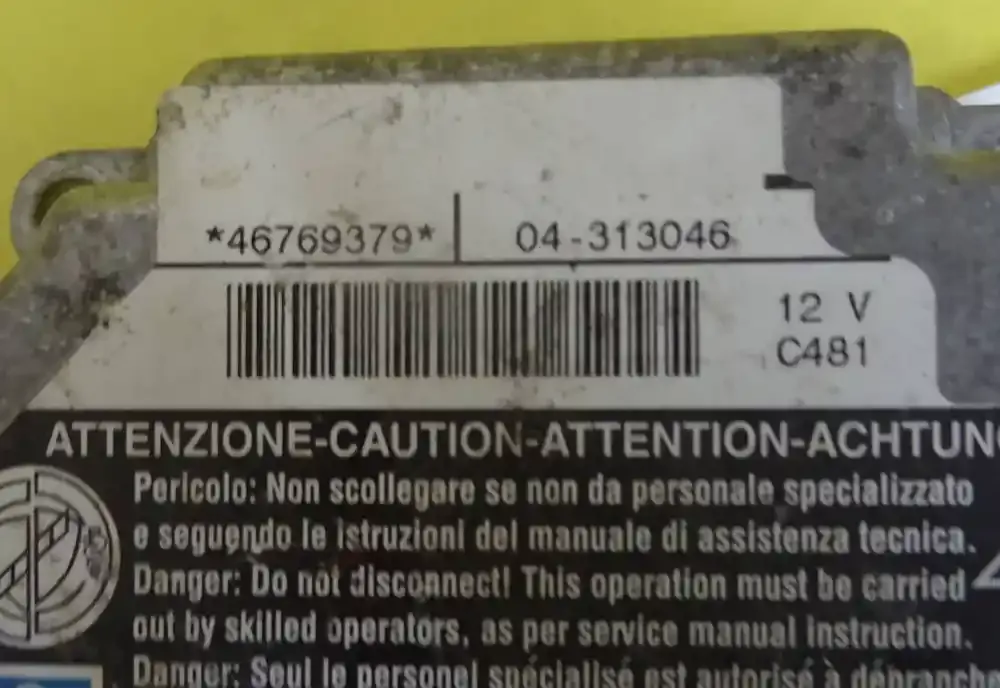 *46769379* 04-313046
12 V
C481
ATTENZIONE-CAUTION-ATTENTION-ACHTUN
Pericolo: Non scollegare se non da personale specializzato
e seguendo le istruzioni del manuale di assistenza tecnica.
Danger: Do not disconnect! This operation must be carried
out by skilled operators, as per service manual instruction.
Danger: Seul le personel spécialisé est autorisé à débranche